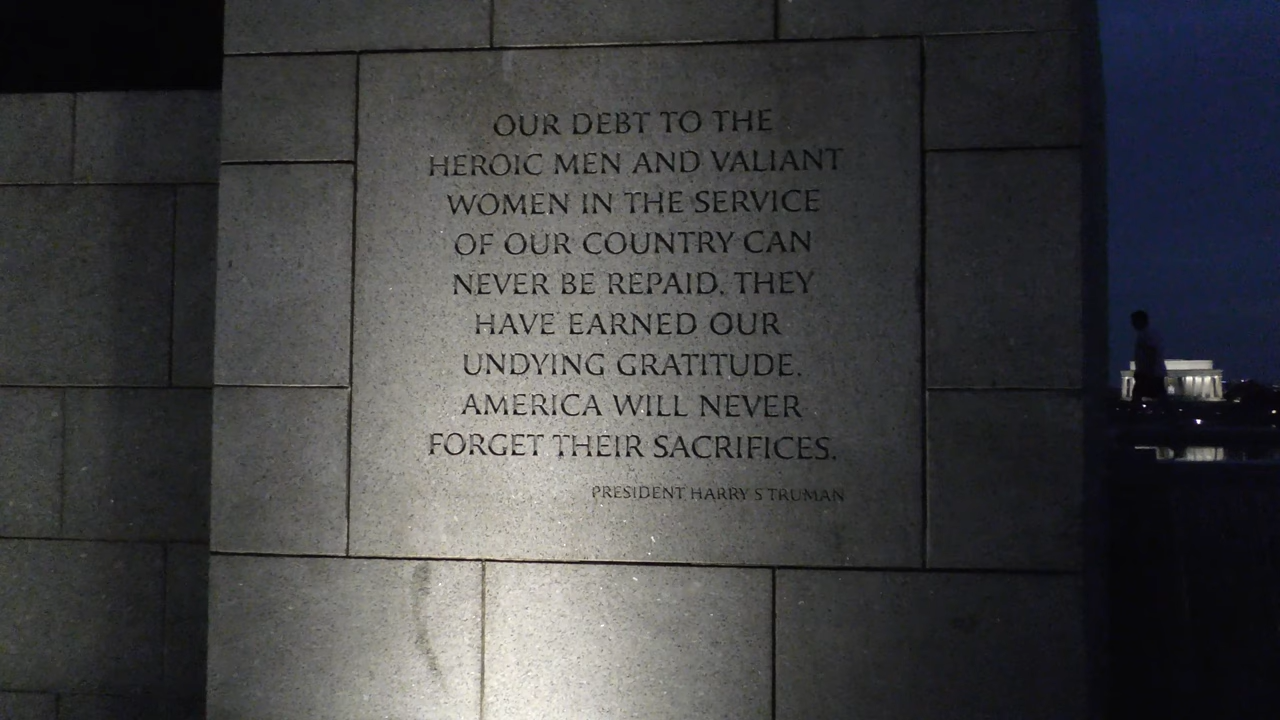 OUR DEBT TO THE
HEROIC MEN AND VALIANT
WOMEN IN THE SERVICE
OF OUR COUNTRY CAN
NEVER BE REPAID. THEY
HAVE EARNED OUR
UNDYING GRATITUDE.
AMERICA WILL NEVER
FORGET THEIR SACRIFICES.
PRESIDENT HARRY S TRUMAN